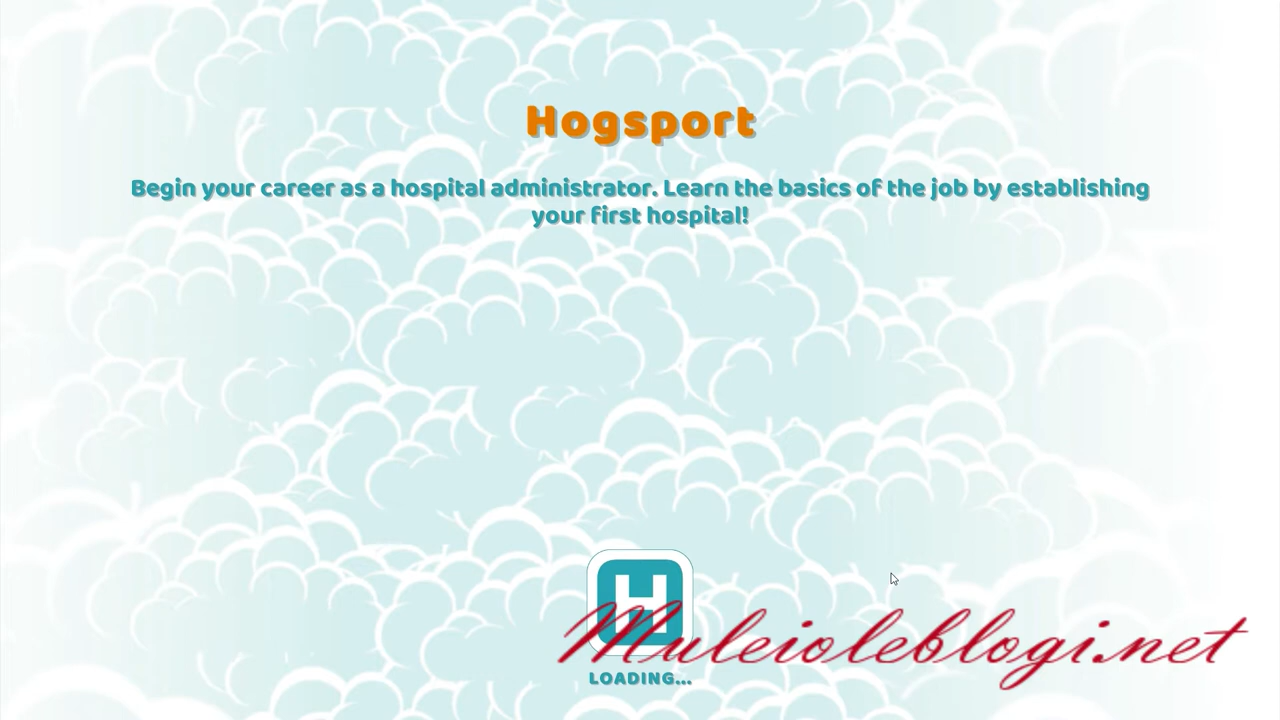 Hogsport
Begin your career as a hospital administrator. Learn the basics of the job by establishing
your first hospital!
H
Muleioleblogi.net
LOADING...